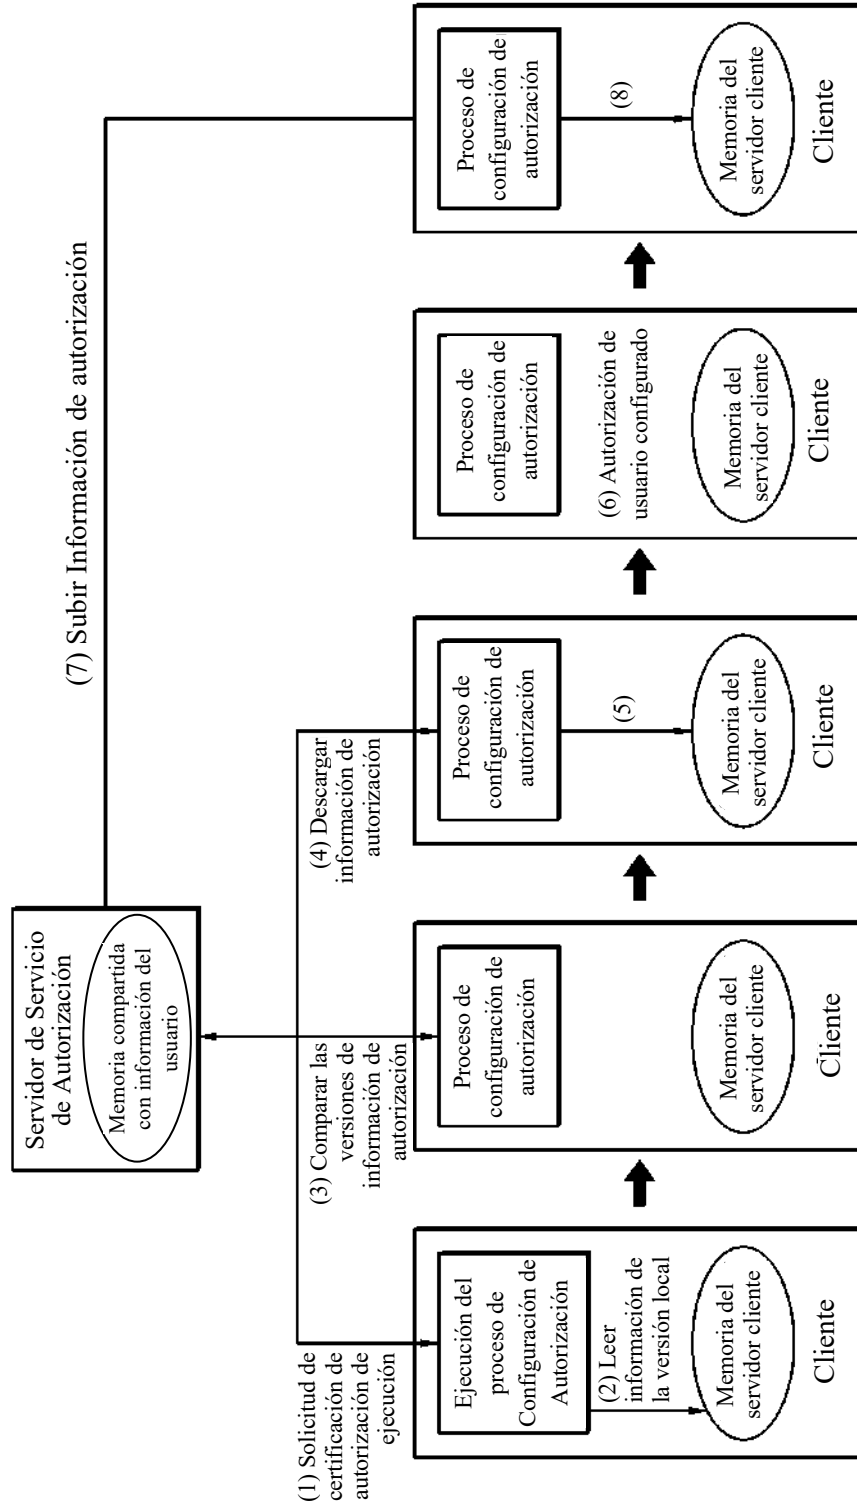 Servidor de Servicio
de Autorización
Memoria compartida
con información del
usuario
(7) Subir Información de autorización
(1) Solicitud de
certificación de
autorización de
ejecución
(3) Comparar las
versiones de
información de
autorización
(4) Descargar
información de
autorización
Ejecución del
proceso de
Configuración de
Autorización
(2) Leer
información de
la versión local
Memoria del
servidor cliente
Cliente
Proceso de
configuración de
autorización
Memoria del
servidor cliente
Cliente
Proceso de
configuración de
autorización
(5)
Memoria del
servidor cliente
Cliente
Proceso de
configuración de
autorización
(6) Autorización de
usuario configurado
Memoria del
servidor cliente
Cliente
Proceso de
configuración de
autorización
(8)
Memoria del
servidor cliente
Cliente